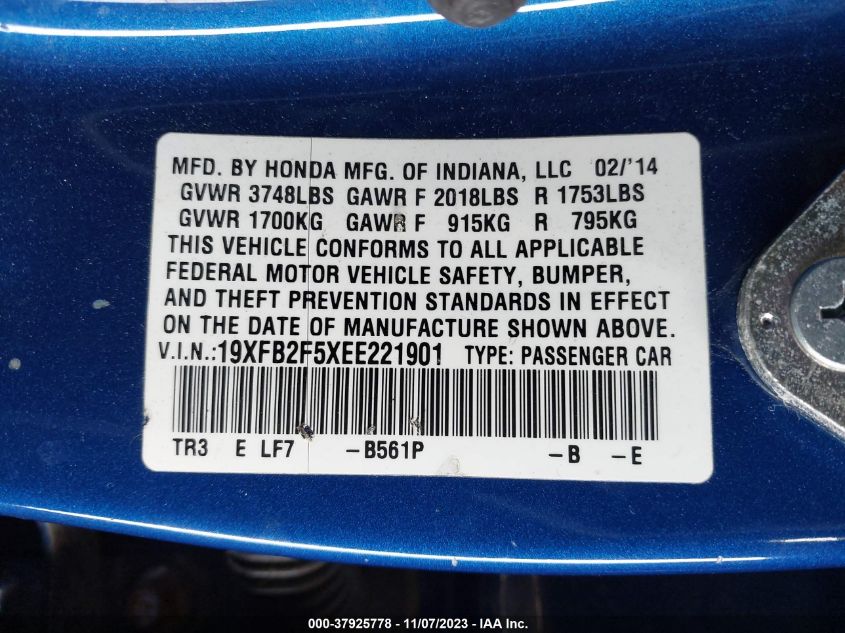 MFD. BY HONDA MFG. OF INDIANA, LLC 02/'14
GVWR 3748LBS GAWR F 2018LBS R 1753LBS
GVWR 1700KG GAWR F 915KG R 795KG
THIS VEHICLE CONFORMS TO ALL APPLICABLE
FEDERAL MOTOR VEHICLE SAFETY, BUMPER,
AND THEFT PREVENTION STANDARDS IN EFFECT
ON THE DATE OF MANUFACTURE SHOWN ABOVE.
V.I.N.:19XFB2F5XEE221901 TYPE: PASSENGER CAR
TR3 E LF7 -B561P -B -E
000-37925778 - 11/07/2023 - IAA Inc.